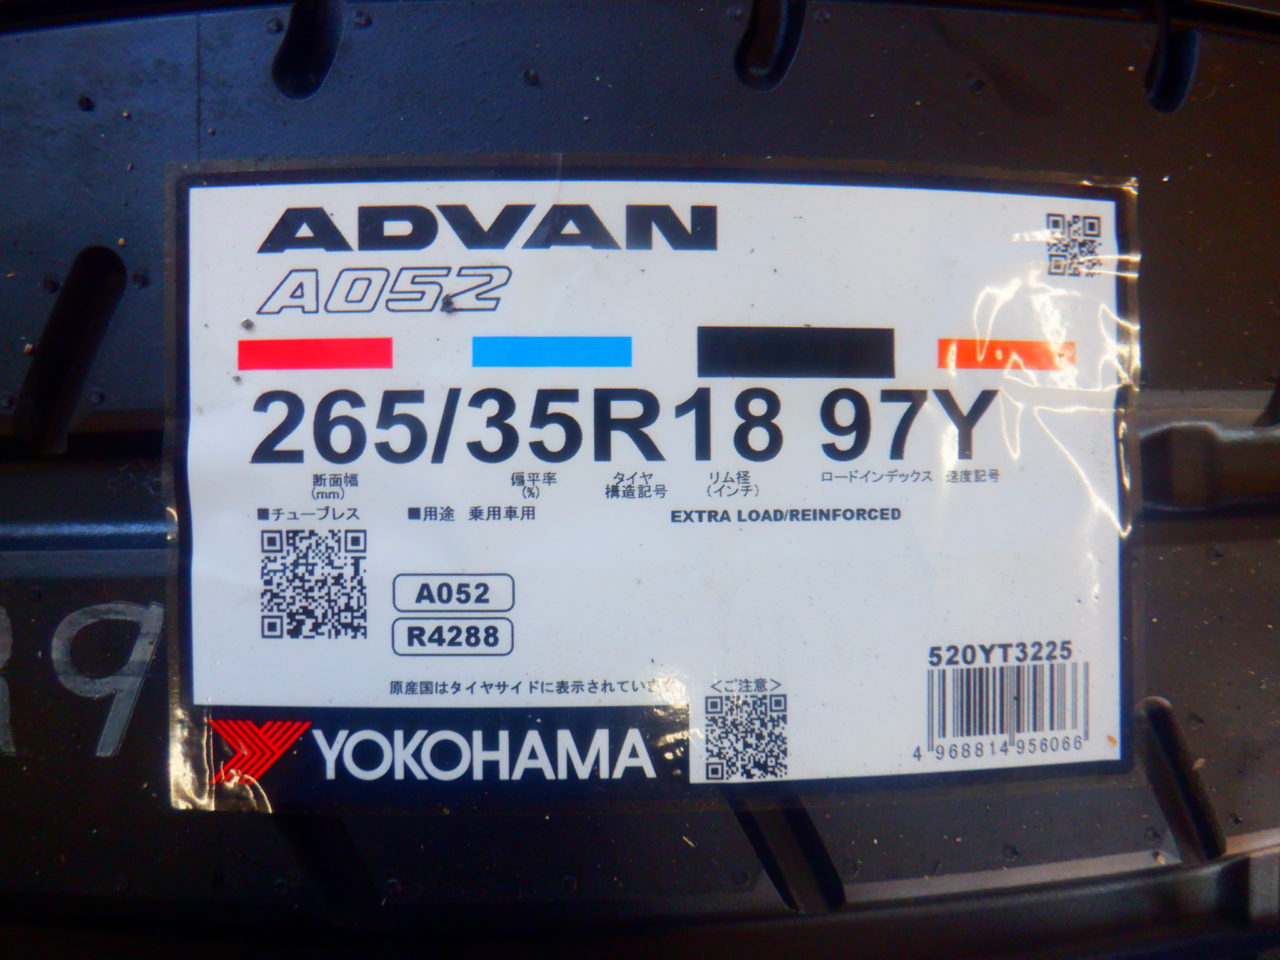 ADVAN
A052
265/35R18 97Y
断面幅 偏平率 タイヤ リム径 ロードインデックス 速度記号
(mm) (%) 構造記号 (インチ)
■チューブレス ■用途 乗用車用 EXTRA LOAD/REINFORCED
A052
R4288
520YT3225
原産国はタイヤサイドに表示されています
<ご注意>
YOKOHAMA
4 968814 956066
R9